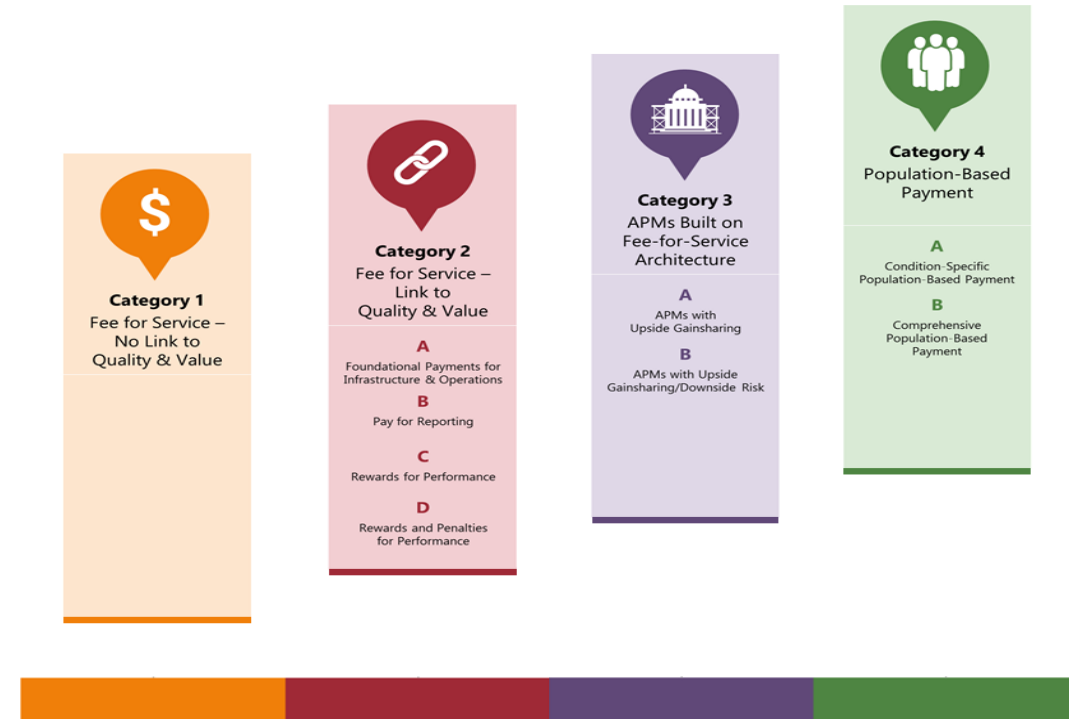 $
Category 1
Fee for Service –
No Link to
Quality & Value
Category 2
Fee for Service –
Link to
Quality & Value
A
Foundational Payments for
Infrastructure & Operations
B
Pay for Reporting
C
Rewards for Performance
D
Rewards and Penalties
for Performance
Category 3
APMs Built on
Fee-for-Service
Architecture
A
APMs with
Upside Gainsharing
B
APMs with Upside
Gainsharing/Downside Risk
Category 4
Population-Based
Payment
A
Condition-Specific
Population-Based Payment
B
Comprehensive
Population-Based
Payment